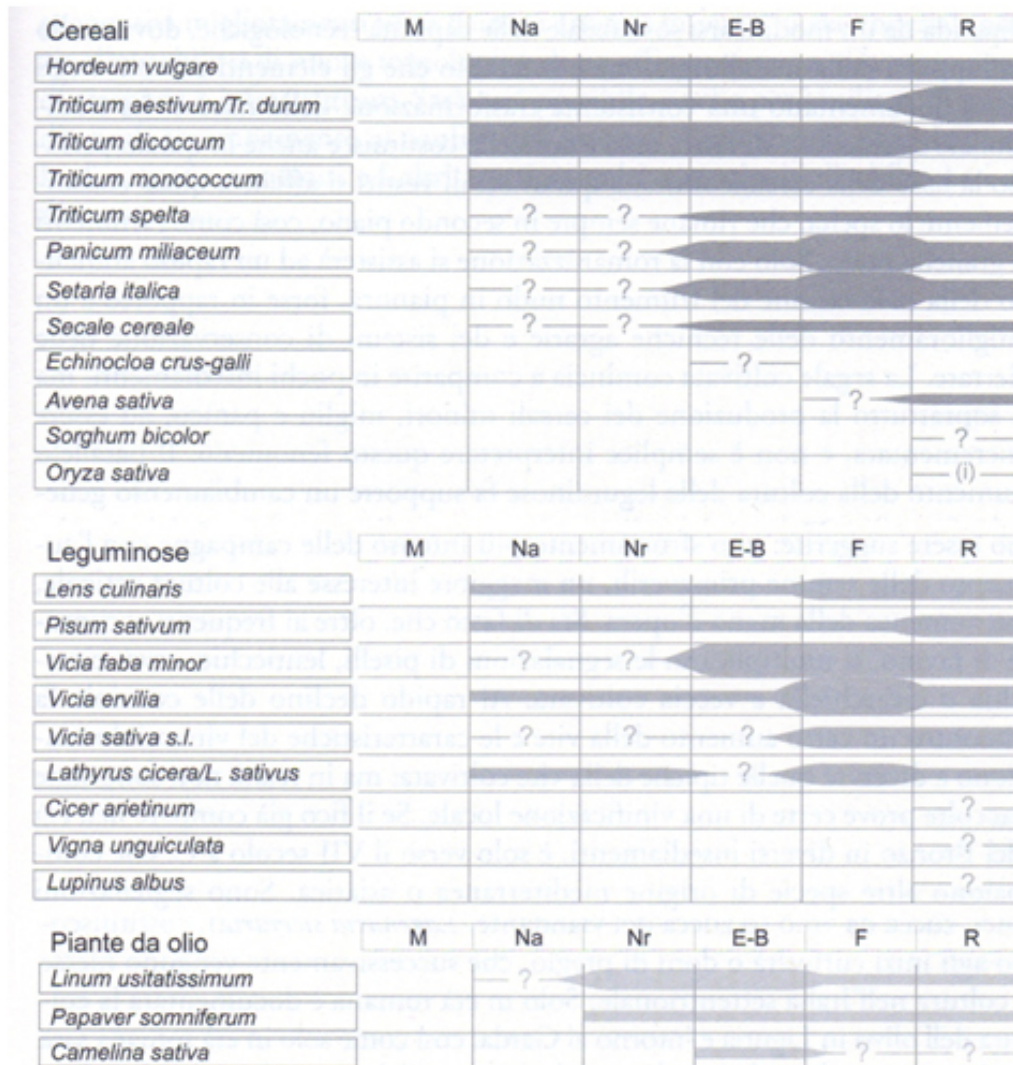 Cereali M Na Nr E-B F R
Hordeum vulgare
Triticum aestivum/Tr. durum
Triticum dicoccum
Triticum monococcum
Triticum spelta ? ?
Panicum miliaceum ? ?
Setaria italica ? ?
Secale cereale ? ?
Echinocloa crus-galli ?
Avena sativa ?
Sorghum bicolor ?
Oryza sativa (i)
Leguminose M Na Nr E-B F R
Lens culinaris
Pisum sativum
Vicia faba minor ? ?
Vicia ervilia
Vicia sativa s.l. ? ? ?
Lathyrus cicera/L. sativus ?
Cicer arietinum ?
Vigna unguiculata ?
Lupinus albus ?
Piante da olio M Na Nr E-B F R
Linum usitatissimum ?
Papaver somniferum
Camelina sativa ? ?